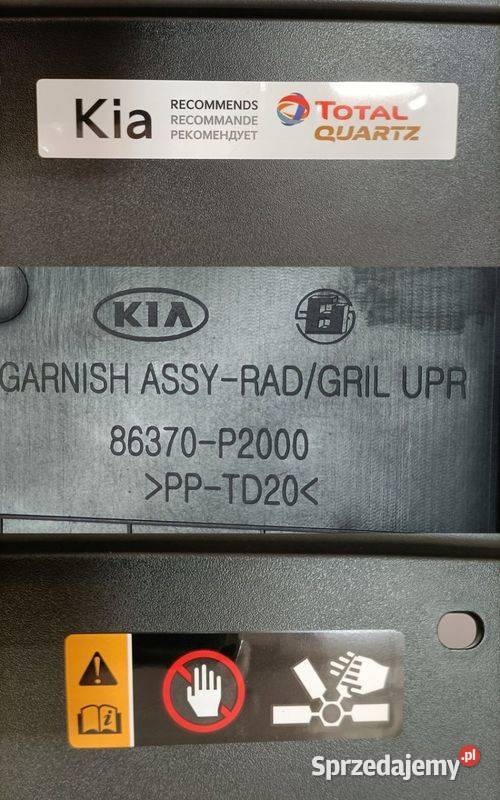 Kia
RECOMMENDS
RECOMMANDE
РЕКОМЕНДУЕТ
TOTAL
QUARTZ
KIA
GARNISH ASSY-RAD/GRIL UPR
86370-P2000
>PP-TD20<
i
Sprzedajemy.pl